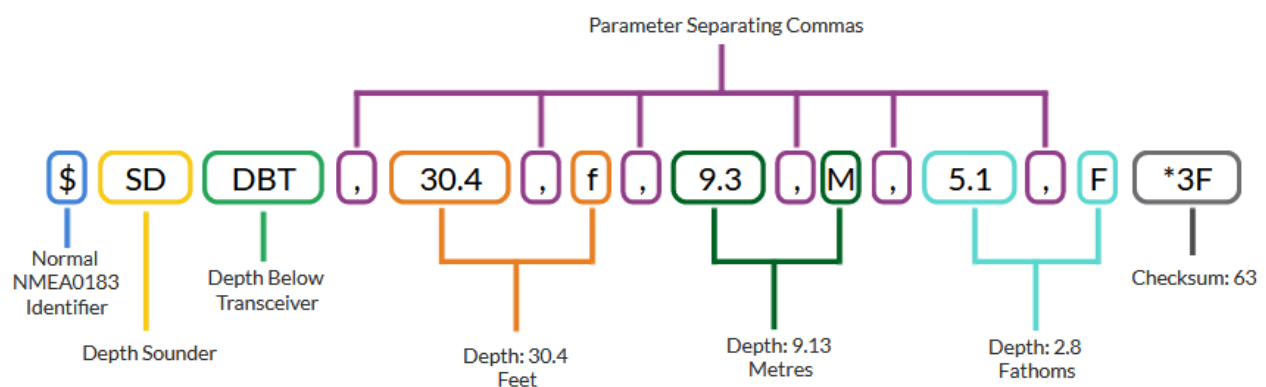 Parameter Separating Commas
$ SD DBT , 30.4 , f , 9.3 , M , 5.1 , F *3F
Normal
NMEA0183
Identifier
Depth Sounder
Depth Below
Transceiver
Depth: 30.4
Feet
Depth: 9.13
Metres
Depth: 2.8
Fathoms
Checksum: 63